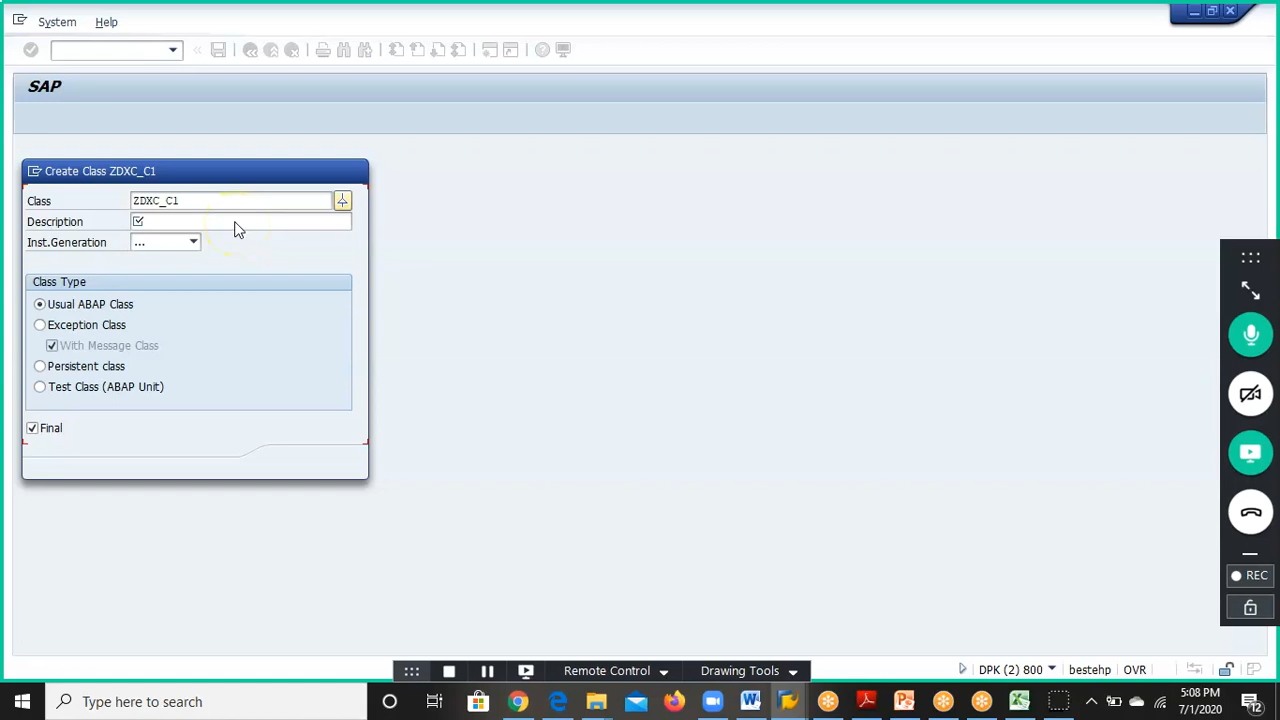 System Help
SAP
Create Class ZDXC_C1
Class ZDXC_C1
Description
Inst.Generation ...
Class Type
Usual ABAP Class
Exception Class
With Message Class
Persistent class
Test Class (ABAP Unit)
Final
REC
Remote Control Drawing Tools
DPK (2) 800 bestehp OVR
Type here to search
5:08 PM
7/1/2020
12